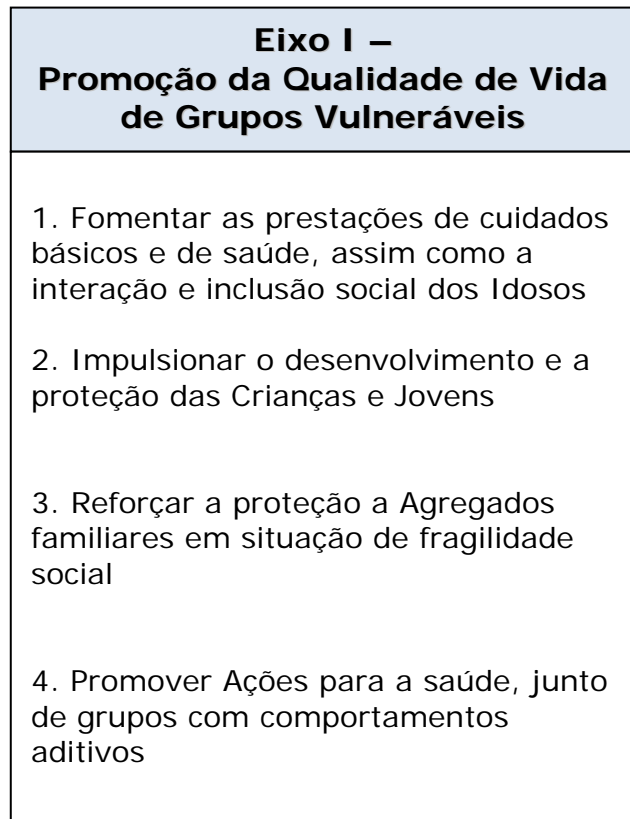 Eixo I –
Promoção da Qualidade de Vida
de Grupos Vulneráveis
1. Fomentar as prestações de cuidados
básicos e de saúde, assim como a
interação e inclusão social dos Idosos
2. Impulsionar o desenvolvimento e a
proteção das Crianças e Jovens
3. Reforçar a proteção a Agregados
familiares em situação de fragilidade
social
4. Promover Ações para a saúde, junto
de grupos com comportamentos
aditivos